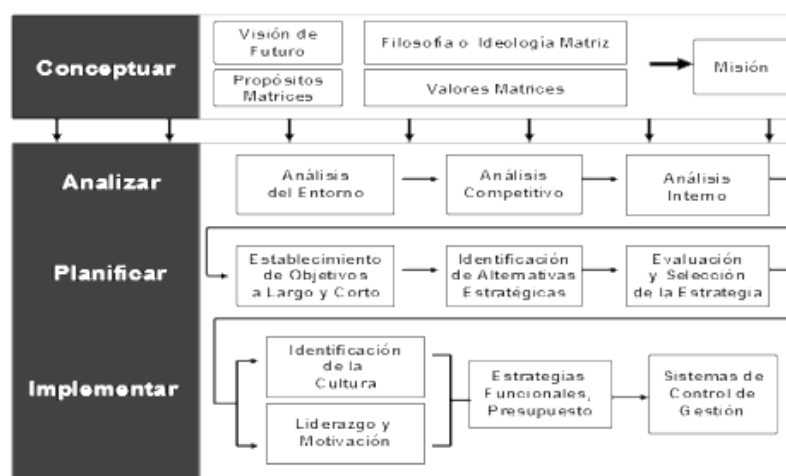 Conceptuar
Visión de
Futuro
Propósitos
Matrices
Filosofía o Ideología Matriz
Valores Matrices
Misión
Analizar
Análisis
del Entorno
Análisis
Competitivo
Análisis
Interno
Planificar
Establecimiento
de Objetivos
a Largo y Corto
Identificación
de Alternativas
Estratégicas
Evaluación
y Selección
de la Estrategia
Implementar
Identificación
de la
Cultura
Liderazgo y
Motivación
Estrategias
Funcionales,
Presupuesto
Sistemas de
Control de
Gestión